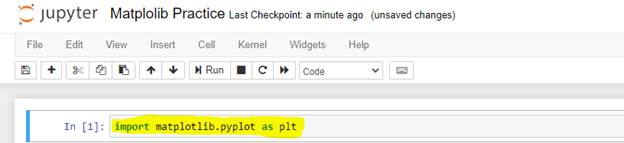 jupyter Matplolib Practice Last Checkpoint: a minute ago (unsaved changes)
File Edit View Insert Cell Kernel Widgets Help
Run Code
In [1]: import matplotlib.pyplot as plt